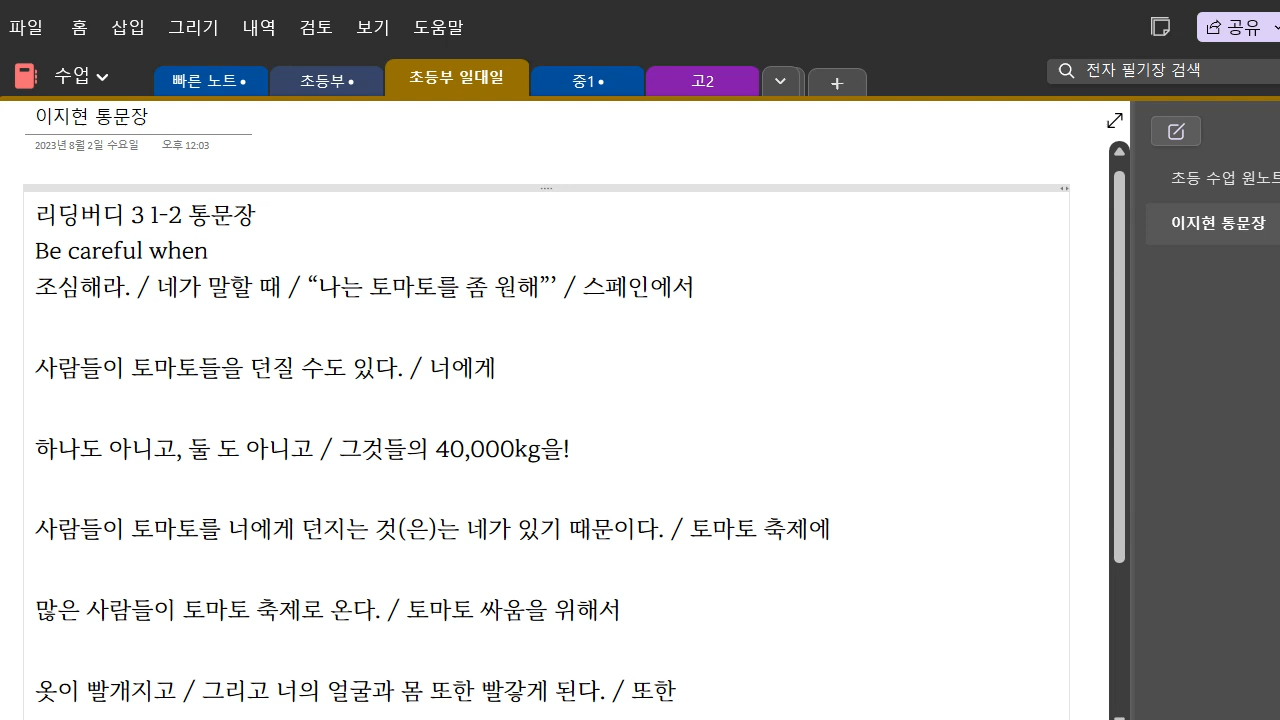 파일 홈 삽입 그리기 내역 검토 보기 도움말 공유
수업 빠른 노트 초등부 초등부 일대일 중1 고2 + 전자 필기장 검색
이지현 통문장
2023년 8월 2일 수요일 오후 12:03
초등 수업 원노트
이지현 통문장
리딩버디 3 1-2 통문장
Be careful when
조심해라. / 네가 말할 때 / “나는 토마토를 좀 원해”’ / 스페인에서
사람들이 토마토들을 던질 수도 있다. / 너에게
하나도 아니고, 둘 도 아니고 / 그것들의 40,000kg을!
사람들이 토마토를 너에게 던지는 것(은)는 네가 있기 때문이다. / 토마토 축제에
많은 사람들이 토마토 축제로 온다. / 토마토 싸움을 위해서
옷이 빨개지고 / 그리고 너의 얼굴과 몸 또한 빨갛게 된다. / 또한